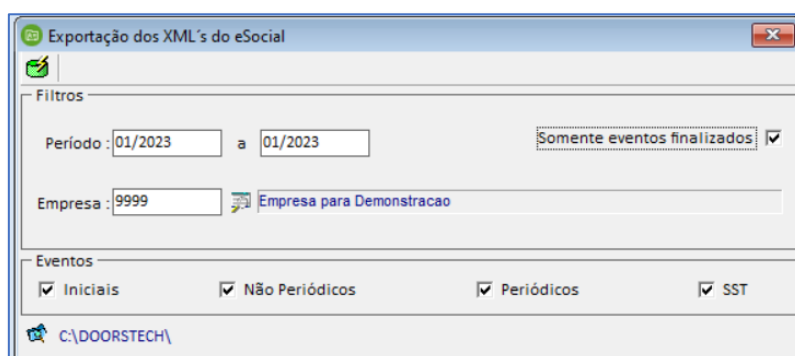 Exportação dos XML´s do eSocial
Filtros
Período : 01/2023 a 01/2023 Somente eventos finalizados
Empresa : 9999 Empresa para Demonstracao
Eventos
Iniciais Não Periódicos Periódicos SST
C:\DOORSTECH\